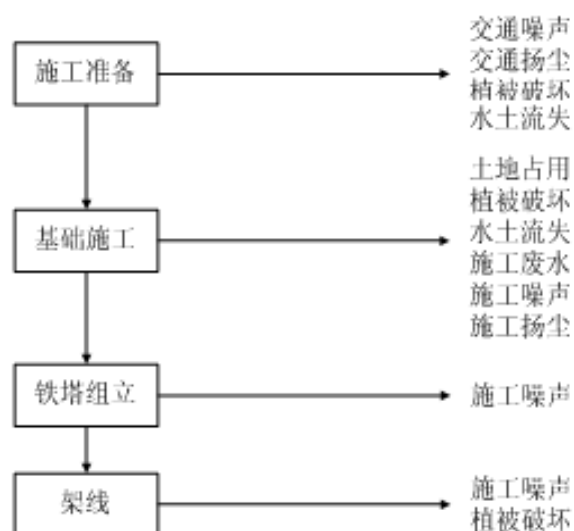 施工准备
交通噪声
交通扬尘
植被破坏
水土流失
基础施工
土地占用
植被破坏
水土流失
施工废水
施工噪声
施工扬尘
铁塔组立
施工噪声
架线
施工噪声
植被破坏